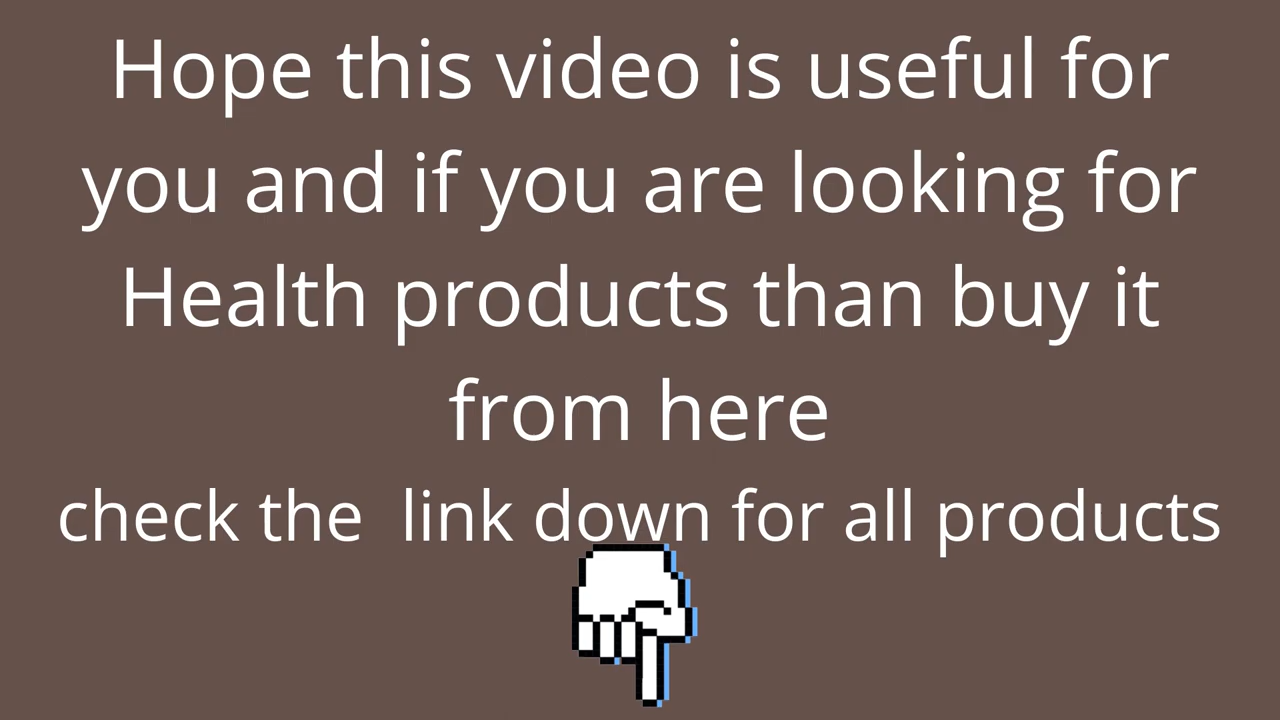 Hope this video is useful for
you and if you are looking for
Health products than buy it
from here
check the  link down for all products